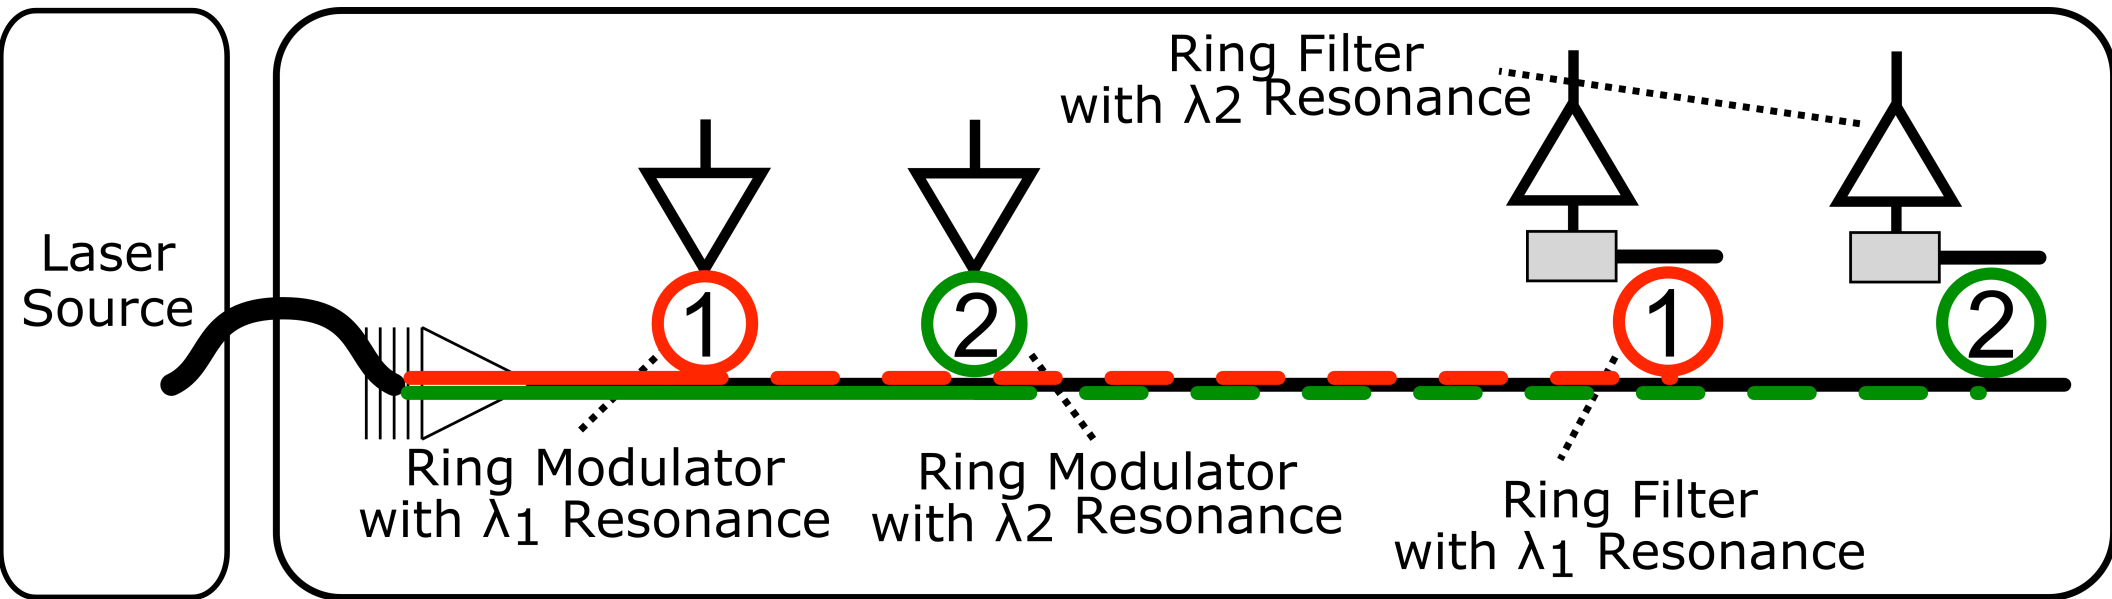 Laser
Source
Ring Filter
with λ2 Resonance
1
2
1
2
Ring Modulator
with λ1 Resonance
Ring Modulator
with λ2 Resonance
Ring Filter
with λ1 Resonance